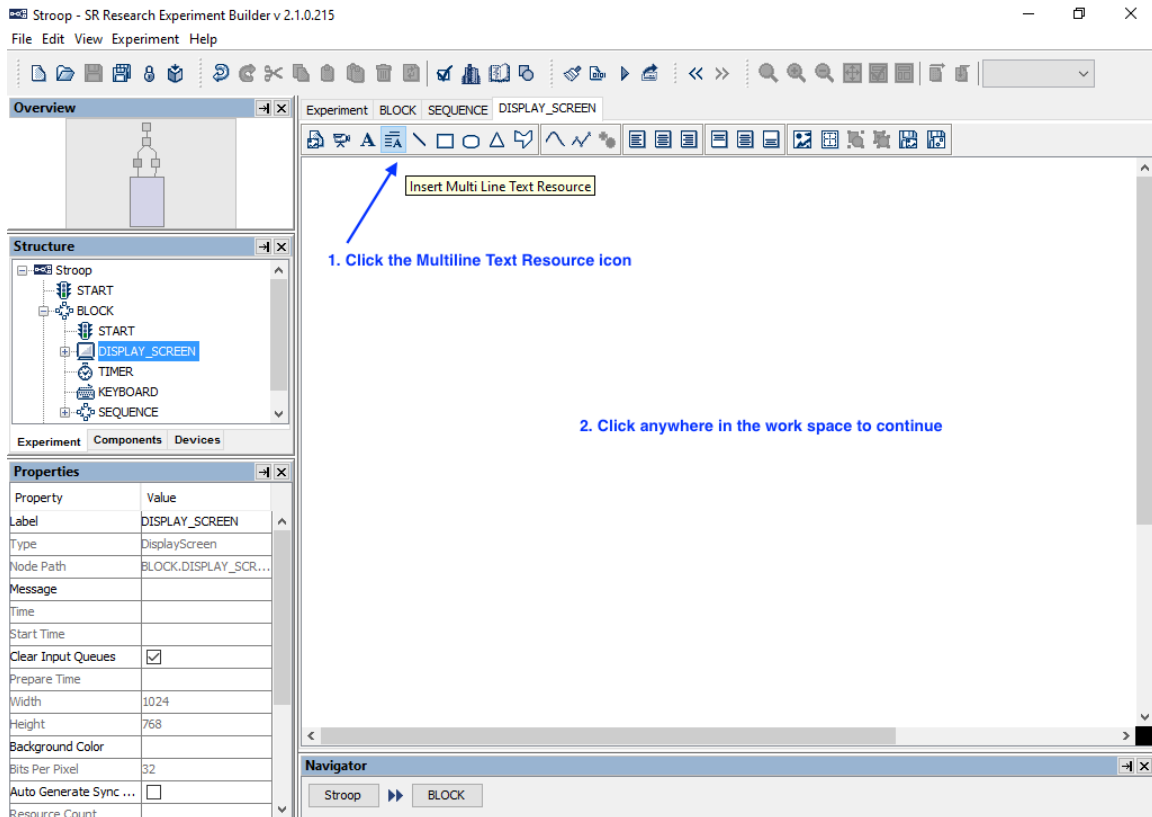 Stroop - SR Research Experiment Builder v 2.1.0.215
File Edit View Experiment Help
Overview
Experiment BLOCK SEQUENCE DISPLAY_SCREEN
Insert Multi Line Text Resource
1. Click the Multiline Text Resource icon
2. Click anywhere in the work space to continue
Structure
Stroop
START
BLOCK
START
DISPLAY_SCREEN
TIMER
KEYBOARD
SEQUENCE
Experiment Components Devices
Properties
Property Value
Label DISPLAY_SCREEN
Type DisplayScreen
Node Path BLOCK.DISPLAY_SCR...
Message
Time
Start Time
Clear Input Queues
Prepare Time
Width 1024
Height 768
Background Color
Bits Per Pixel 32
Auto Generate Sync ...
Resource Count
Navigator
Stroop BLOCK